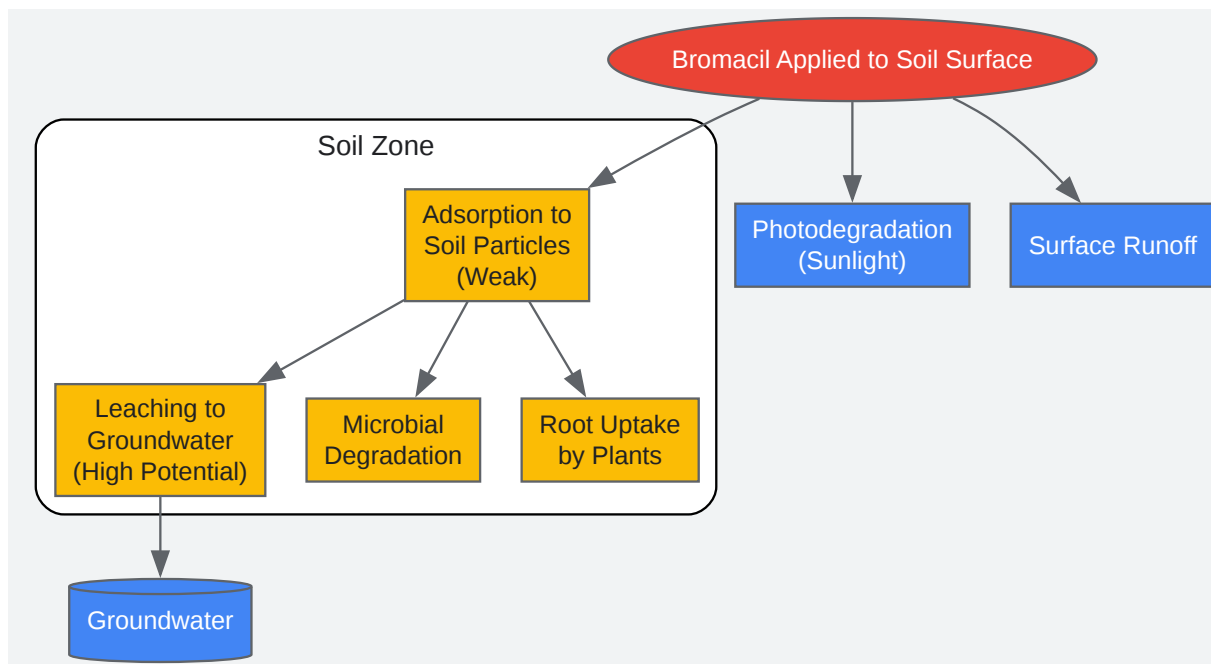 Bromacil Applied to Soil Surface
Soil Zone
Adsorption to
Soil Particles
(Weak)
Photodegradation
(Sunlight)
Surface Runoff
Leaching to
Groundwater
(High Potential)
Microbial
Degradation
Root Uptake
by Plants
Groundwater